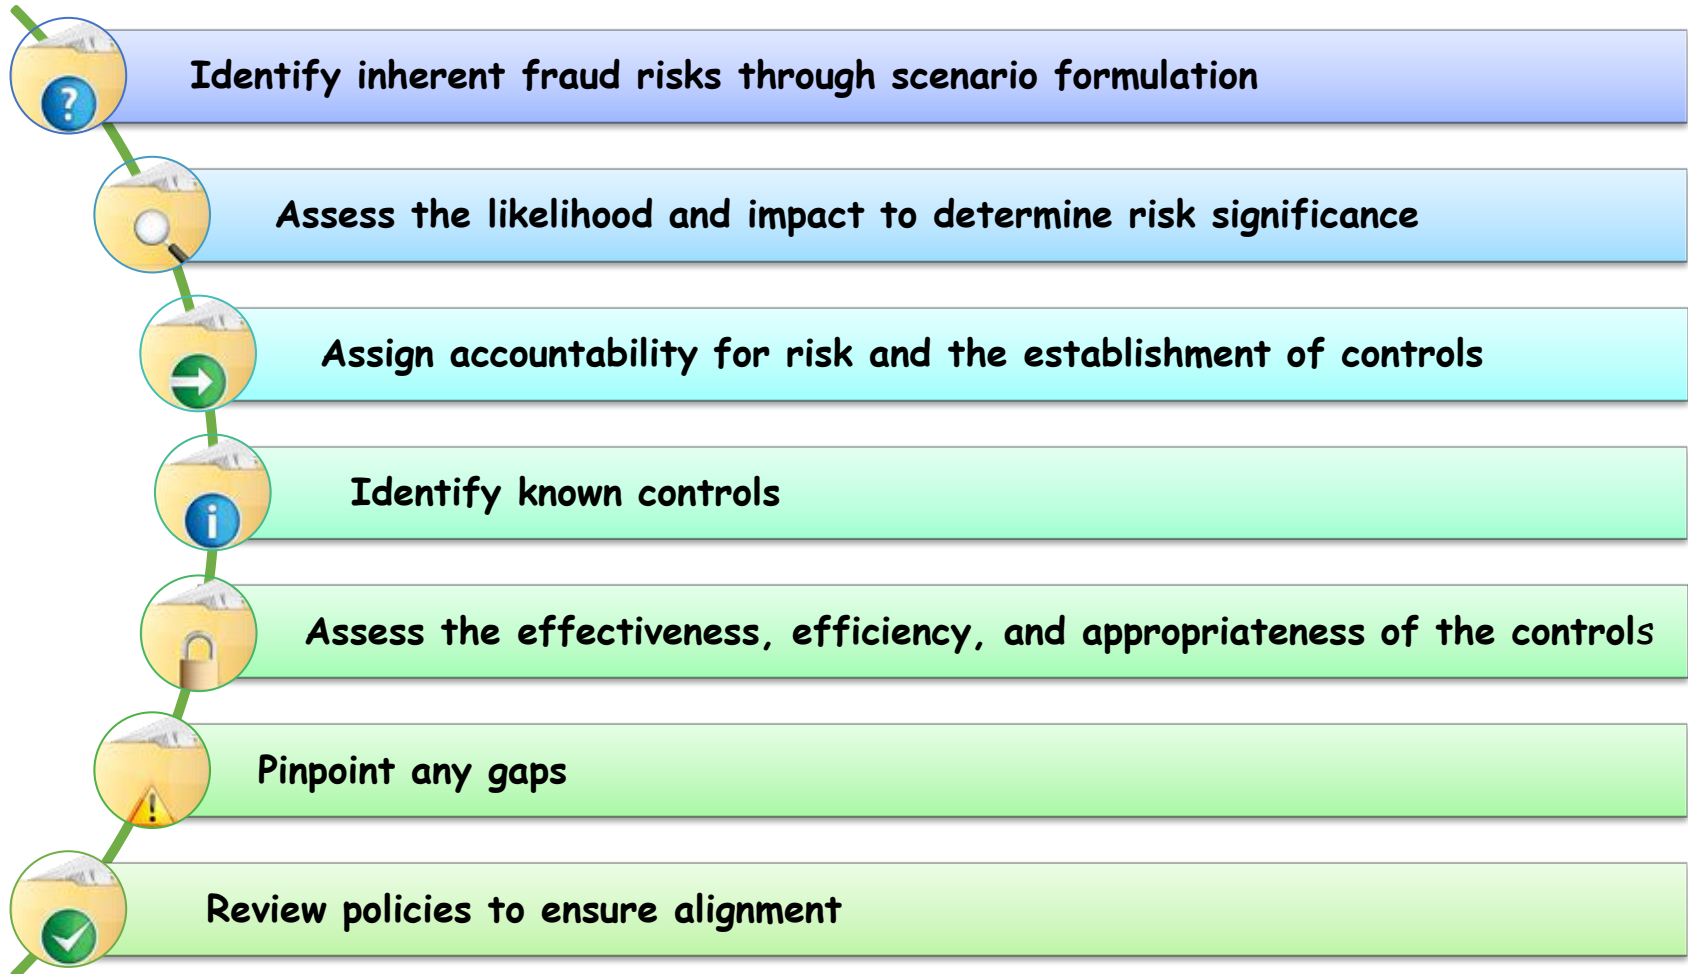 Identify inherent fraud risks through scenario formulation
Assess the likelihood and impact to determine risk significance
Assign accountability for risk and the establishment of controls
Identify known controls
Assess the effectiveness, efficiency, and appropriateness of the controls
Pinpoint any gaps
Review policies to ensure alignment